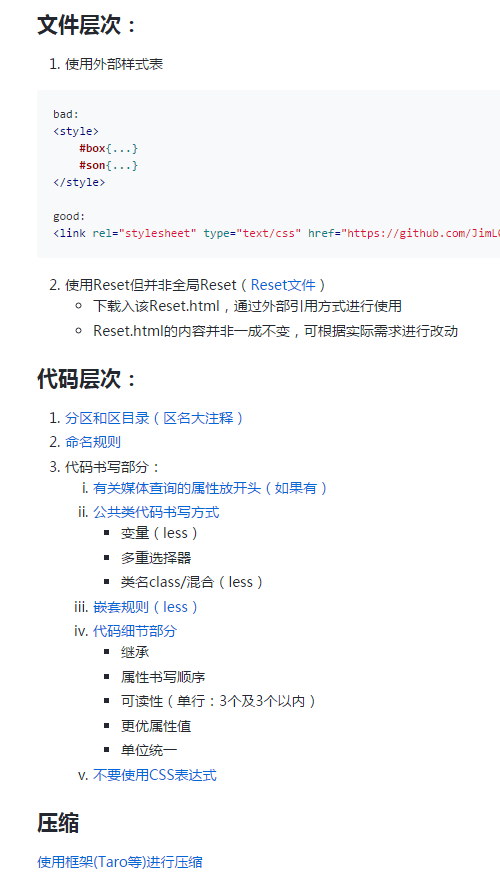 文件层次：
1. 使用外部样式表
bad:
<style>
#box{...}
#son{...}
</style>
good:
<link rel="stylesheet" type="text/css" href="https://github.com/JimL
2. 使用Reset但并非全局Reset（Reset文件）
下载入该Reset.html，通过外部引用方式进行使用
Reset.html的内容并非一成不变，可根据实际需求进行改动
代码层次：
1. 分区和区目录（区名大注释）
2. 命名规则
3. 代码书写部分：
i. 有关媒体查询的属性放开头（如果有）
ii. 公共类代码书写方式
变量（less）
多重选择器
类名class/混合（less）
iii. 嵌套规则（less）
iv. 代码细节部分
继承
属性书写顺序
可读性（单行：3个及3个以内）
更优属性值
单位统一
v. 不要使用CSS表达式
压缩
使用框架(Taro等)进行压缩